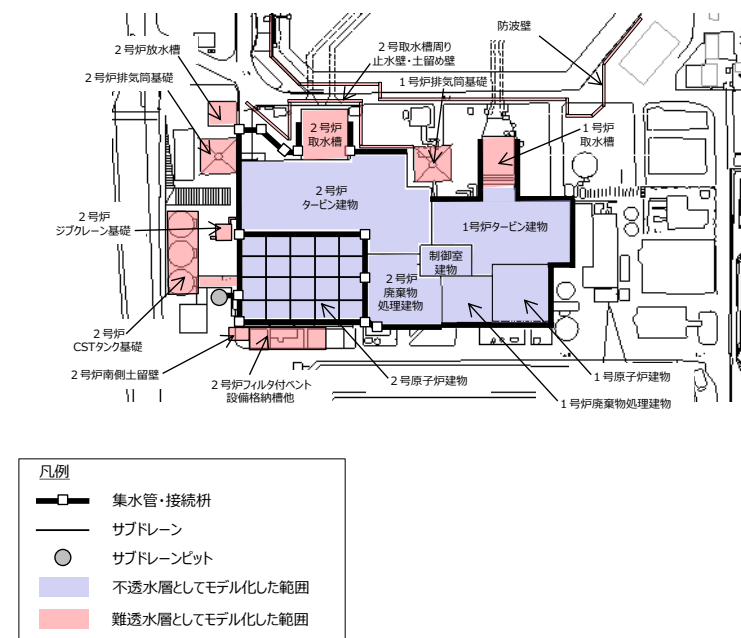 防波壁
２号炉放水槽
２号取水槽周り
止水壁・土留め壁
２号炉排気筒基礎
１号炉排気筒基礎
２号炉
取水槽
１号炉
取水槽
２号炉
タービン建物
２号炉
ジブクレーン基礎
１号炉タービン建物
制御室
建物
２号炉
廃棄物
処理建物
２号炉
CSTタンク基礎
２号炉南側土留壁
２号炉フィルタ付ベント
設備格納槽他
２号原子炉建物
１号原子炉建物
１号炉廃棄物処理建物
凡例
集水管・接続枡
サブドレーン
サブドレーンピット
不透水層としてモデル化した範囲
難透水層としてモデル化した範囲